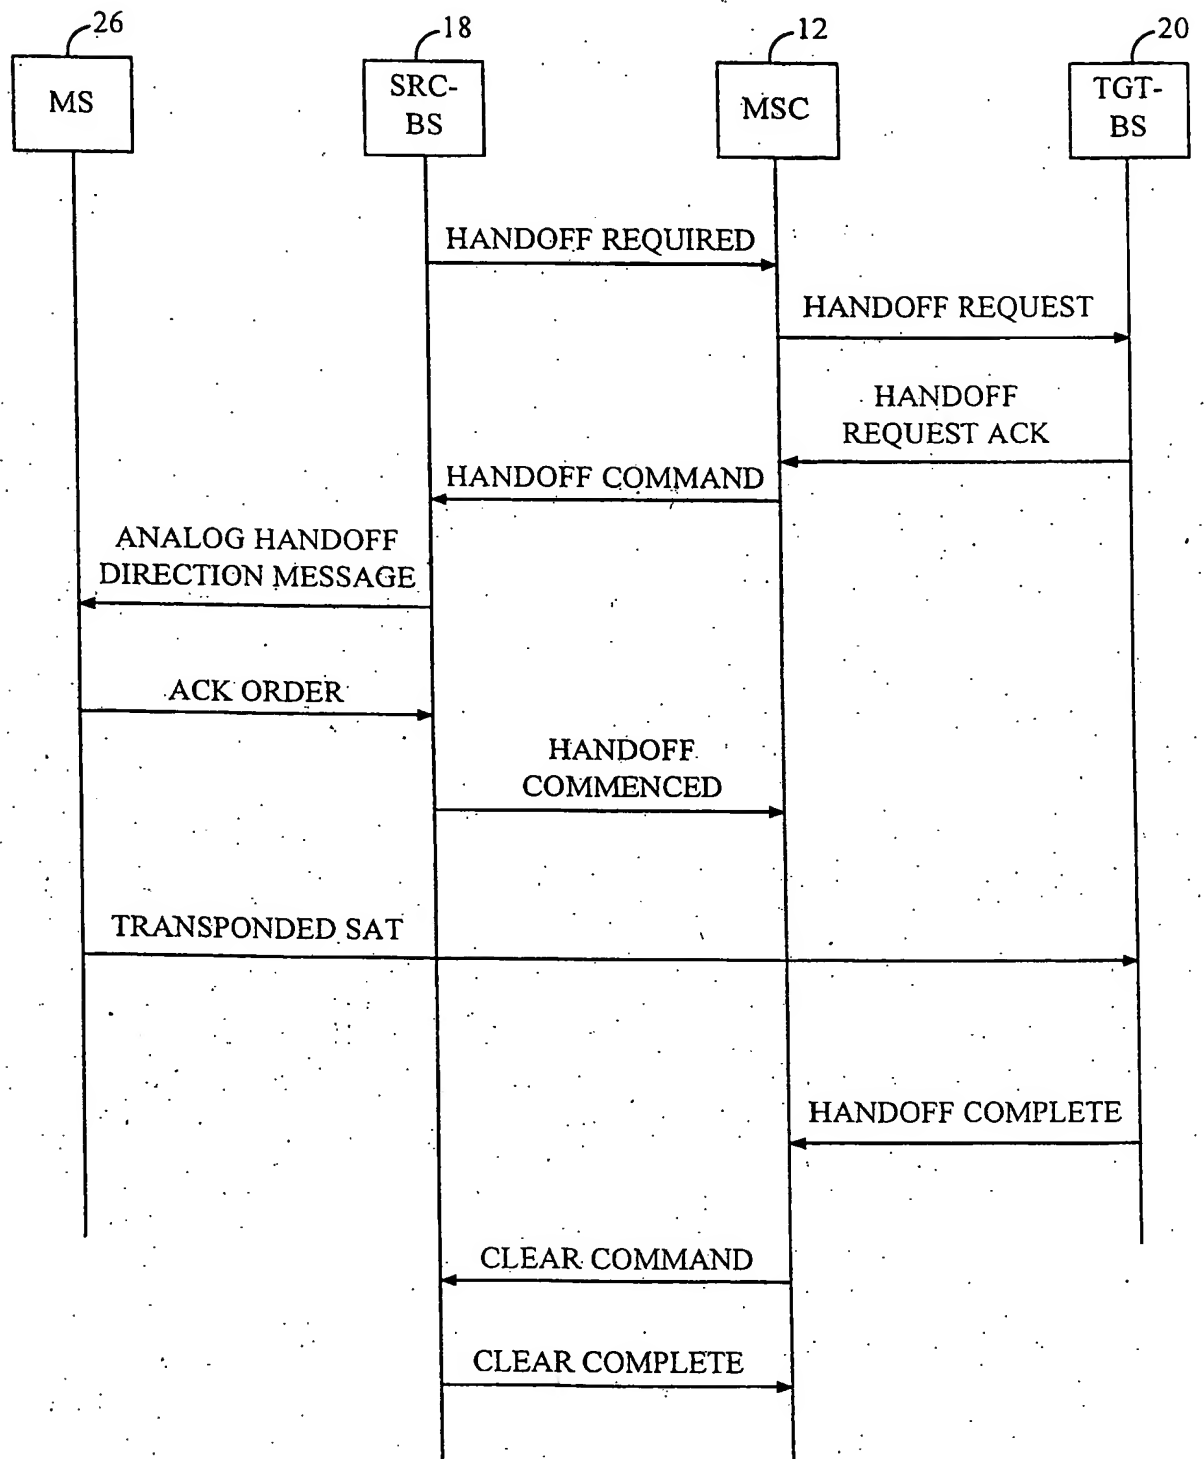 26
18
12
20
MS
SRC-
BS
MSC
TGT-
BS
HANDOFF REQUIRED
HANDOFF REQUEST
HANDOFF
REQUEST ACK
HANDOFF COMMAND
ANALOG HANDOFF
DIRECTION MESSAGE
ACK ORDER
HANDOFF
COMMENCED
TRANSPONDED SAT
HANDOFF COMPLETE
CLEAR COMMAND
CLEAR COMPLETE